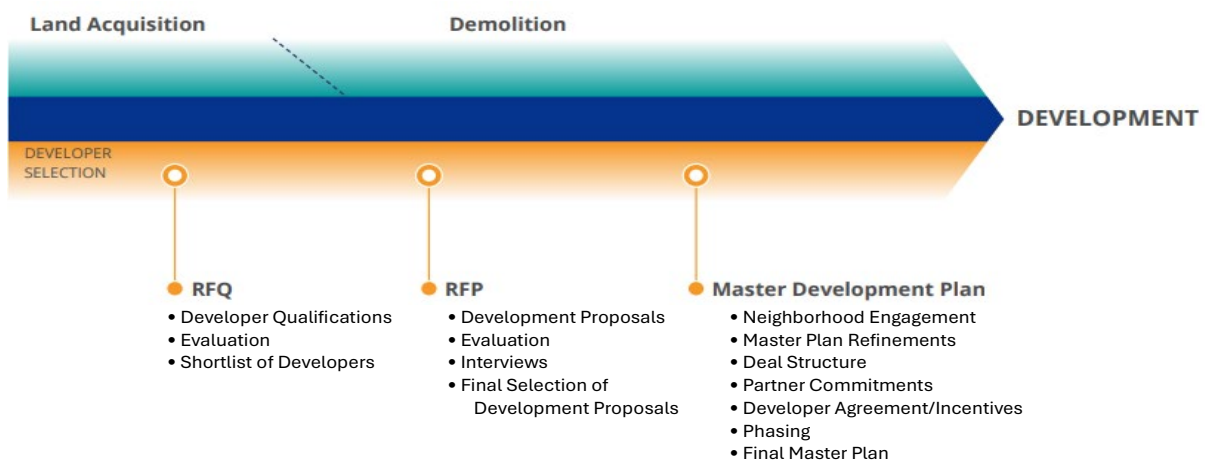 Land Acquisition
Demolition
DEVELOPMENT
DEVELOPER
SELECTION
RFQ
• Developer Qualifications
• Evaluation
• Shortlist of Developers
RFP
• Development Proposals
• Evaluation
• Interviews
• Final Selection of
Development Proposals
Master Development Plan
• Neighborhood Engagement
• Master Plan Refinements
• Deal Structure
• Partner Commitments
• Developer Agreement/Incentives
• Phasing
• Final Master Plan